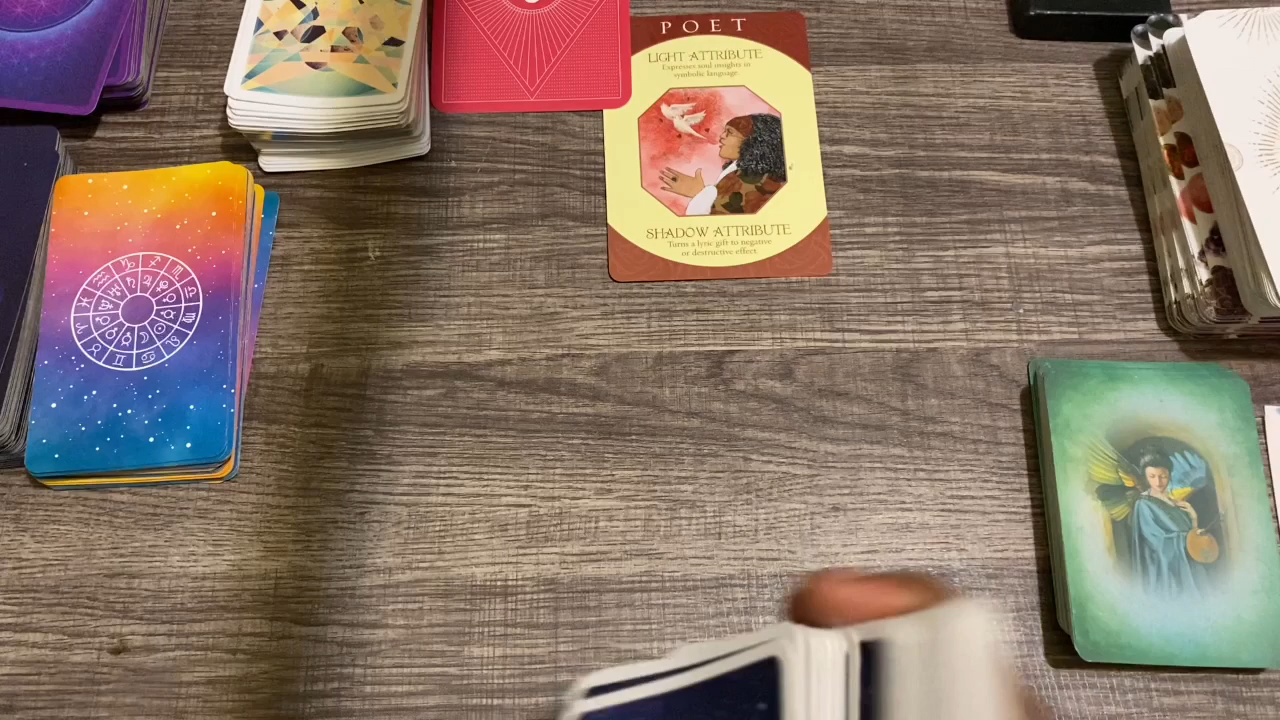 POET
LIGHT ATTRIBUTE
Expresses soul insights in
symbolic language
SHADOW ATTRIBUTE
Turns a lyric gift to negative
or destructive effect